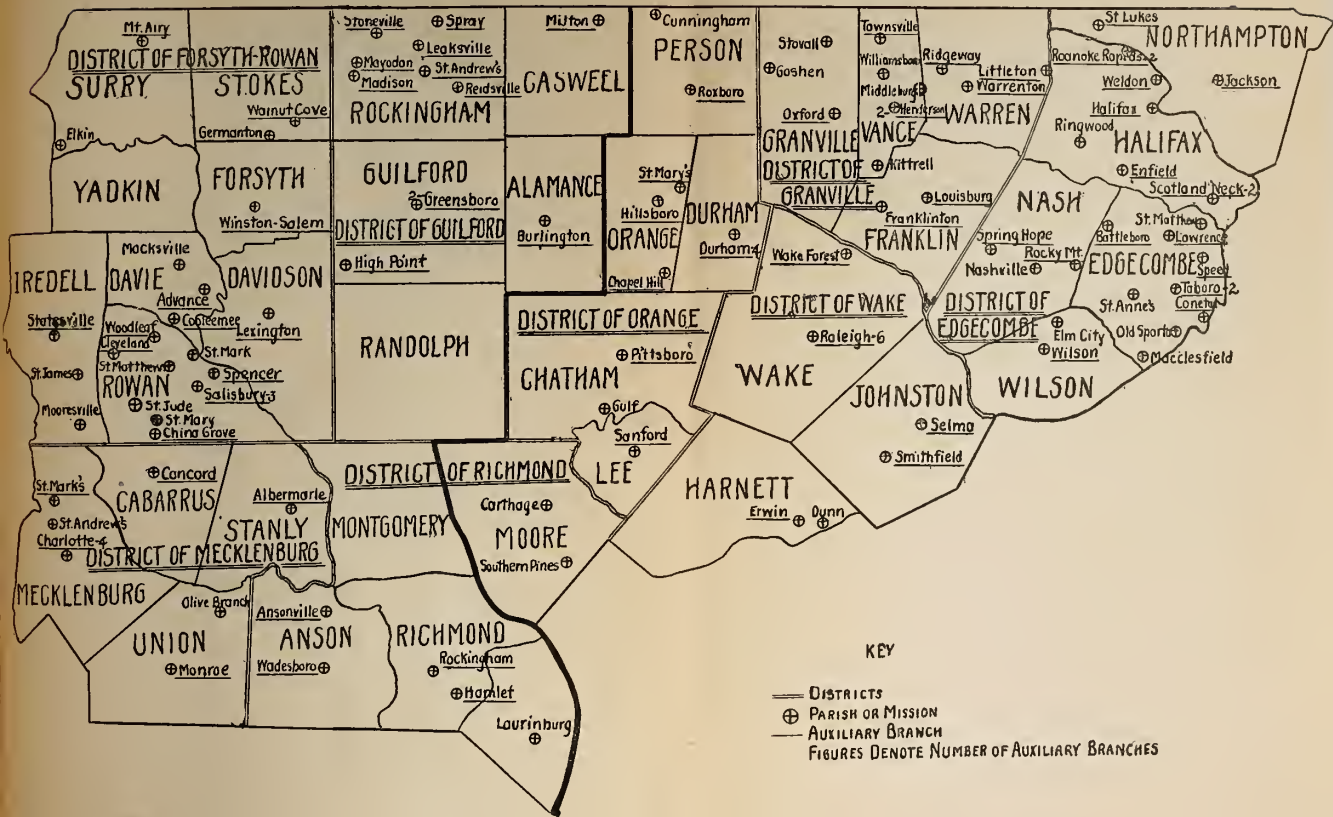 Mt. Airy
DISTRICT OF FORSYTH-ROWAN
SURRY
STOKES
Walnut Cove
Germanton
Elkin
Stoneville
Spray
Leaksville
Mayodan
St. Andrew's
Madison
Reidsville
ROCKINGHAM
Milton
CASWELL
Cunningham
PERSON
Roxboro
Stovall
Goshen
Oxford
GRANVILLE
DISTRICT OF
GRANVILLE
Townsville
Williamsboro
Middleburg
2-Henderson
VANCE
Kittrell
Ridgeway
Littleton
Warrenton
WARREN
St Lukes
NORTHAMPTON
Roanoke Rapids-2
Weldon
Jackson
Halifax
Ringwood
HALIFAX
Enfield
Scotland Neck-2
YADKIN
FORSYTH
Winston-Salem
GUILFORD
2-Greensboro
DISTRICT OF GUILFORD
High Point
ALAMANCE
Burlington
St Mary's
Hillsboro
ORANGE
Chapel Hill
DURHAM
Durham-4
Louisburg
Franklinton
FRANKLIN
NASH
Spring Hope
Rocky Mt.
Nashville
Battleboro
St. Matthew
Lawrence
EDGECOMBE
Speed
Tarboro-2
St. Anne's
Conetoe
Old Sparta
Macclesfield
DISTRICT OF
EDGECOMBE
Elm City
Wilson
WILSON
IREDELL
Statesville
St. James
Mooresville
Mocksville
DAVIE
Advance
Cooleemee
DAVIDSON
Lexington
Woodleaf
Cleveland
St. Mark
St Matthew
Spencer
ROWAN
Salisbury-3
St. Jude
St. Mary
China Grove
RANDOLPH
DISTRICT OF ORANGE
Pittsboro
CHATHAM
Gulf
Sanford
LEE
Wake Forest
DISTRICT OF WAKE
Raleigh-6
WAKE
JOHNSTON
Selma
Smithfield
HARNETT
Erwin
Dunn
St. Mark's
St. Andrew's
Charlotte-4
MECKLENBURG
Concord
CABARRUS
Albermarle
STANLY
DISTRICT OF MECKLENBURG
DISTRICT OF RICHMOND
MONTGOMERY
Carthage
MOORE
Southern Pines
Olive Branch
UNION
Monroe
Ansonville
ANSON
Wadesboro
RICHMOND
Rockingham
Hamlet
Laurinburg
KEY
DISTRICTS
PARISH OR MISSION
AUXILIARY BRANCH
FIGURES DENOTE NUMBER OF AUXILIARY BRANCHES